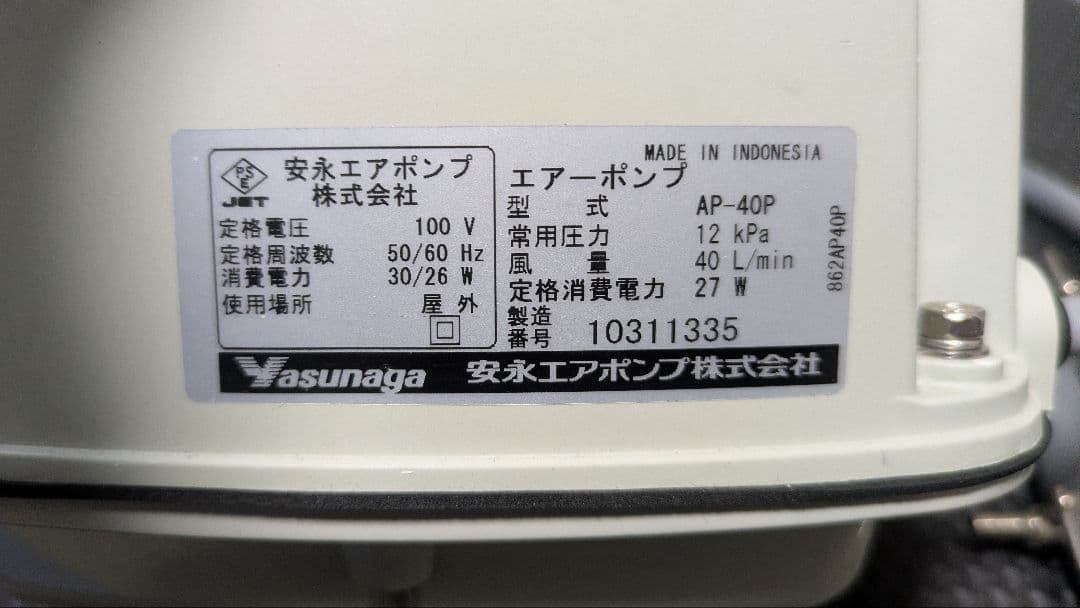 PS
E
JET
安永エアポンプ
株式会社
定格電圧 100 V
定格周波数 50/60 Hz
消費電力 30/26 W
使用場所 屋 外
MADE IN INDONESIA
エアーポンプ
型 式 AP-40P
常用圧力 12 kPa
風 量 40 L/min
定格消費電力 27 W
製造
番号 10311335
862AP40P
Yasunaga 安永エアポンプ株式会社